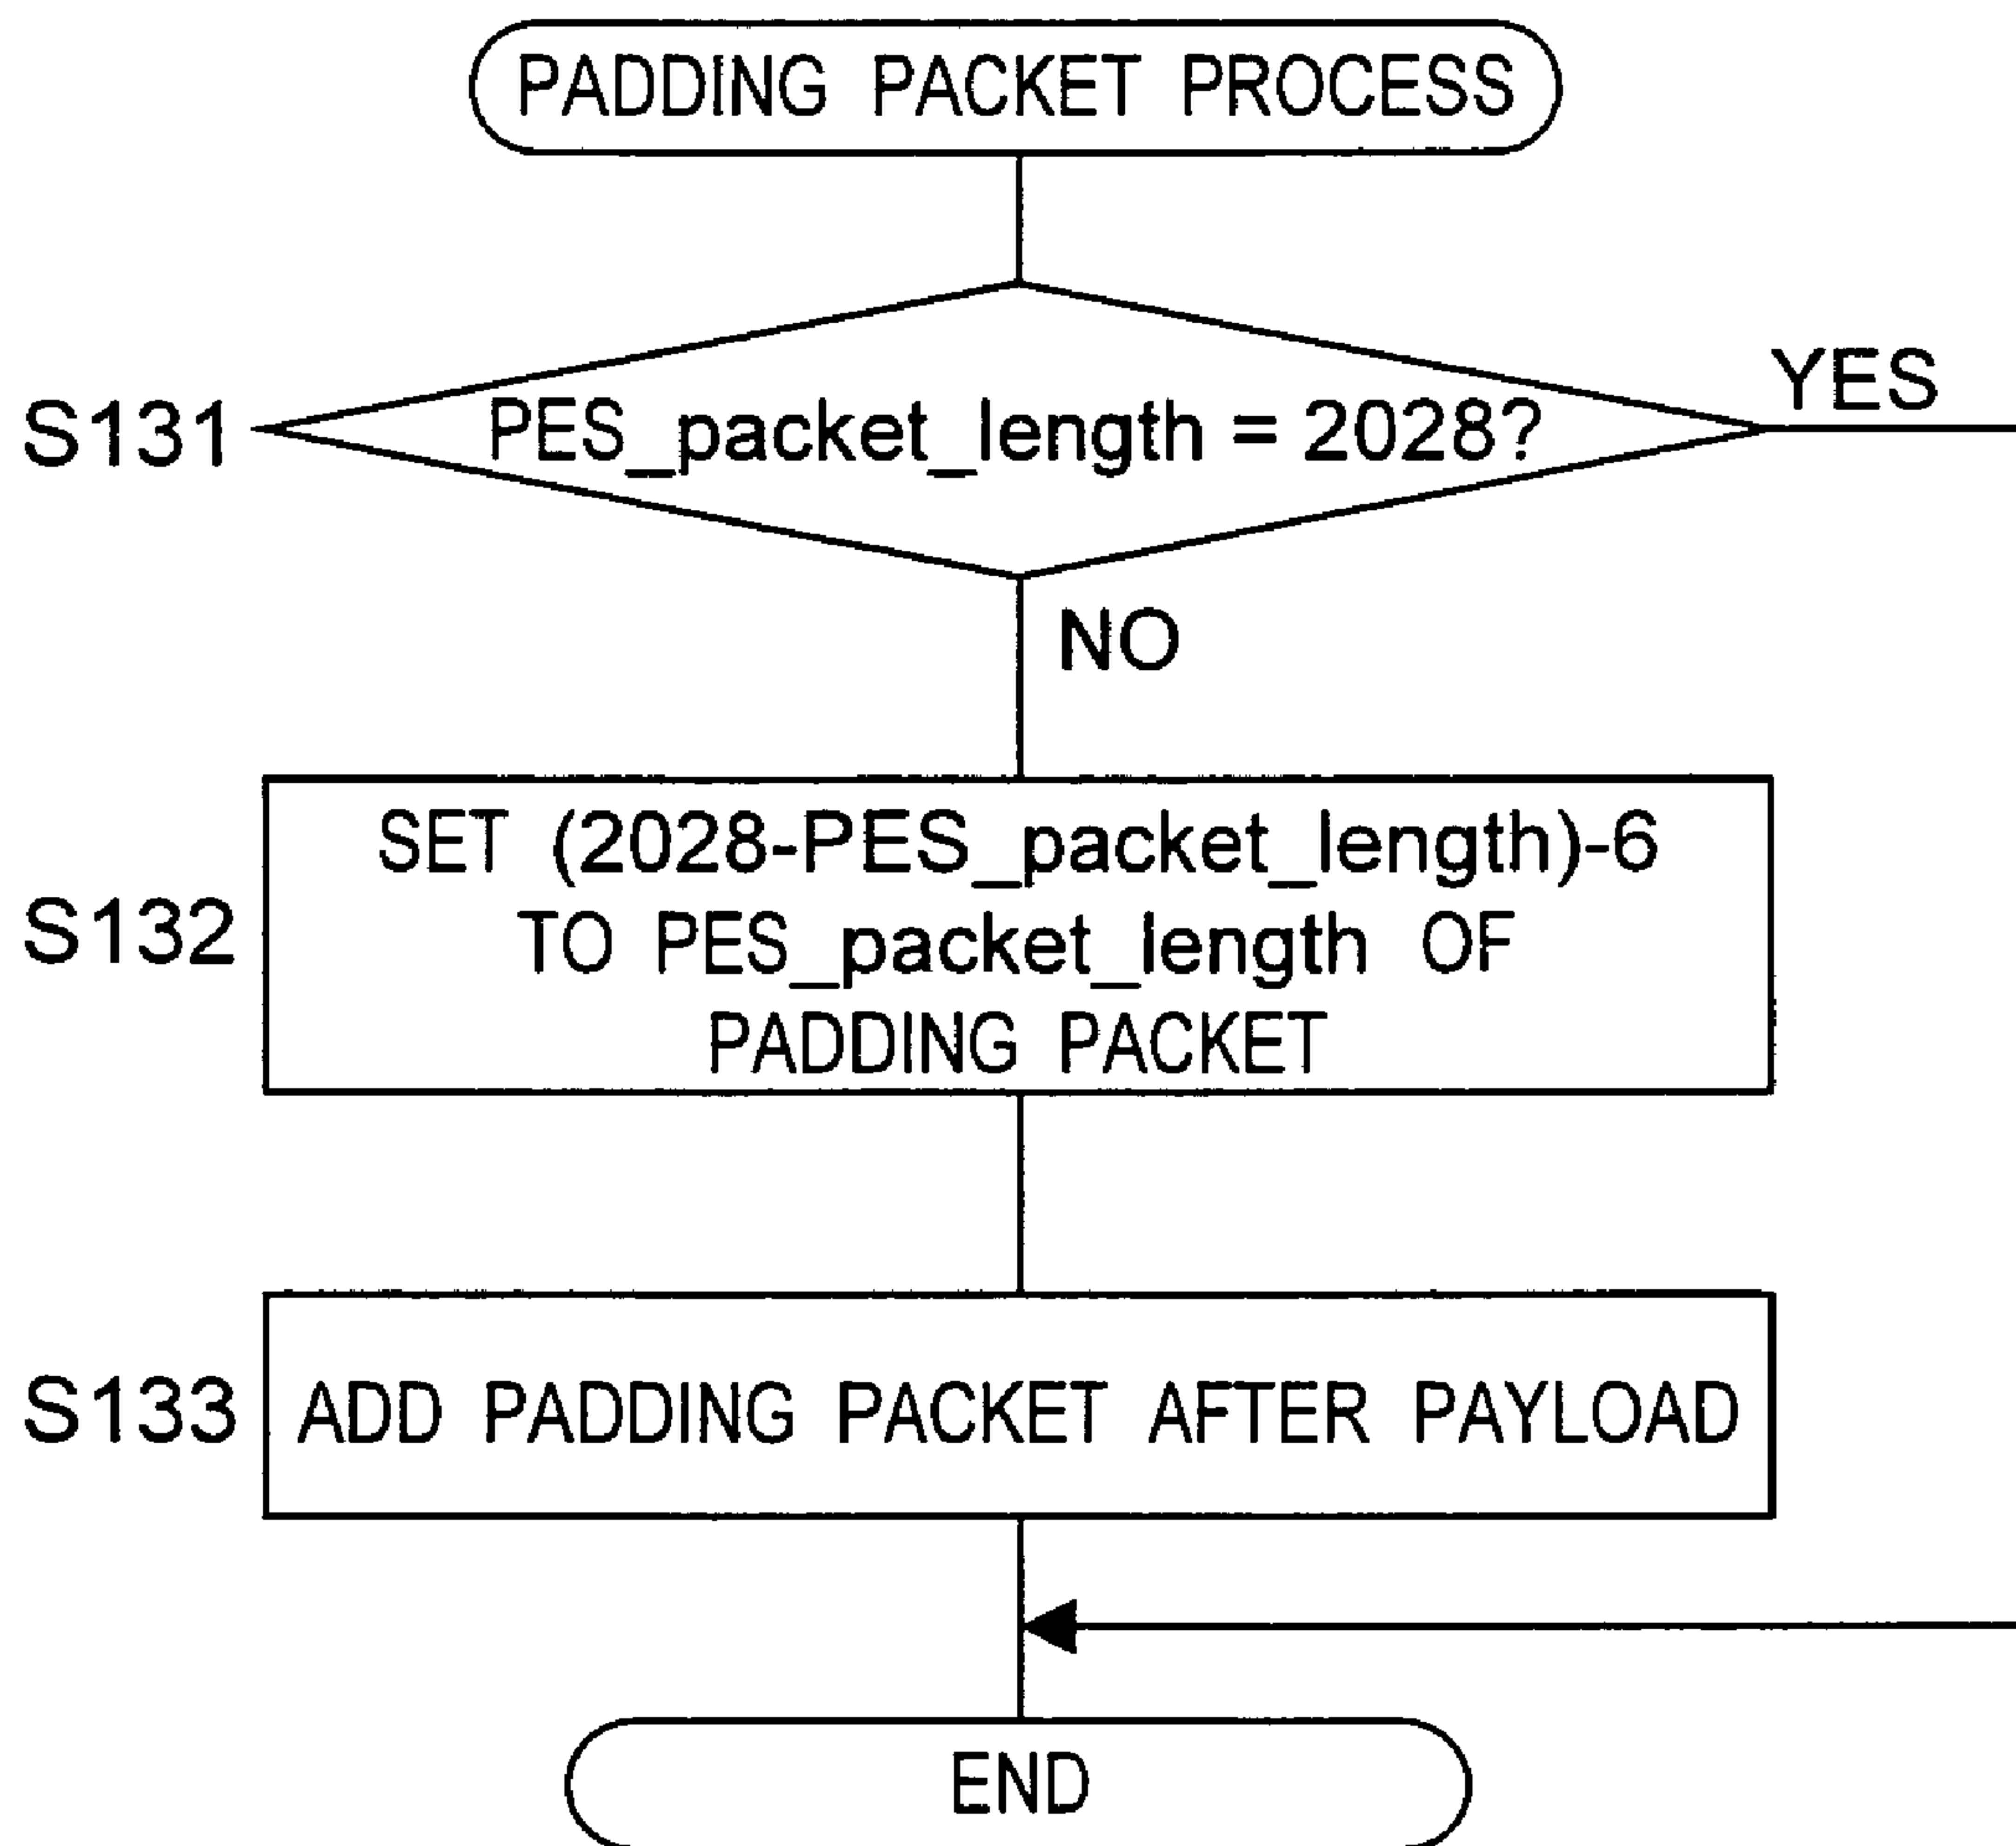 PADDING PACKET PROCESS
YES
S131
PES_packet_length = 2028?
NO
S132
SET (2028-PES_packet_length)-6
TO PES_packet_length OF
PADDING PACKET
S133
ADD PADDING PACKET AFTER PAYLOAD
END